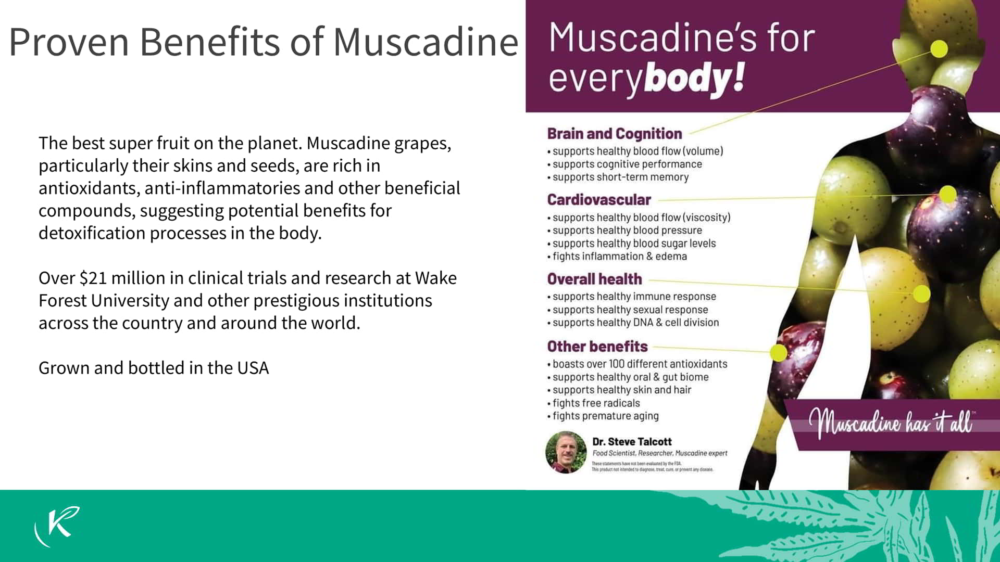 Proven Benefits of Muscadine
The best super fruit on the planet. Muscadine grapes,
particularly their skins and seeds, are rich in
antioxidants, anti-inflammatories and other beneficial
compounds, suggesting potential benefits for
detoxification processes in the body.
Over $21 million in clinical trials and research at Wake
Forest University and other prestigious institutions
across the country and around the world.
Grown and bottled in the USA
Muscadine's for
everybody!
Brain and Cognition
• supports healthy blood flow (volume)
• supports cognitive performance
• supports short-term memory
Cardiovascular
• supports healthy blood flow (viscosity)
• supports healthy blood pressure
• supports healthy blood sugar levels
• fights inflammation & edema
Overall health
• supports healthy immune response
• supports healthy sexual response
• supports healthy DNA & cell division
Other benefits
• boasts over 100 different antioxidants
• supports healthy oral & gut biome
• supports healthy skin and hair
• fights free radicals
• fights premature aging
Muscadine has it all™
Dr. Steve Talcott
Food Scientist, Researcher, Muscadine expert
These statements have not been evaluated by the FDA.
This product not intended to diagnose, treat, cure, or prevent any disease.
K